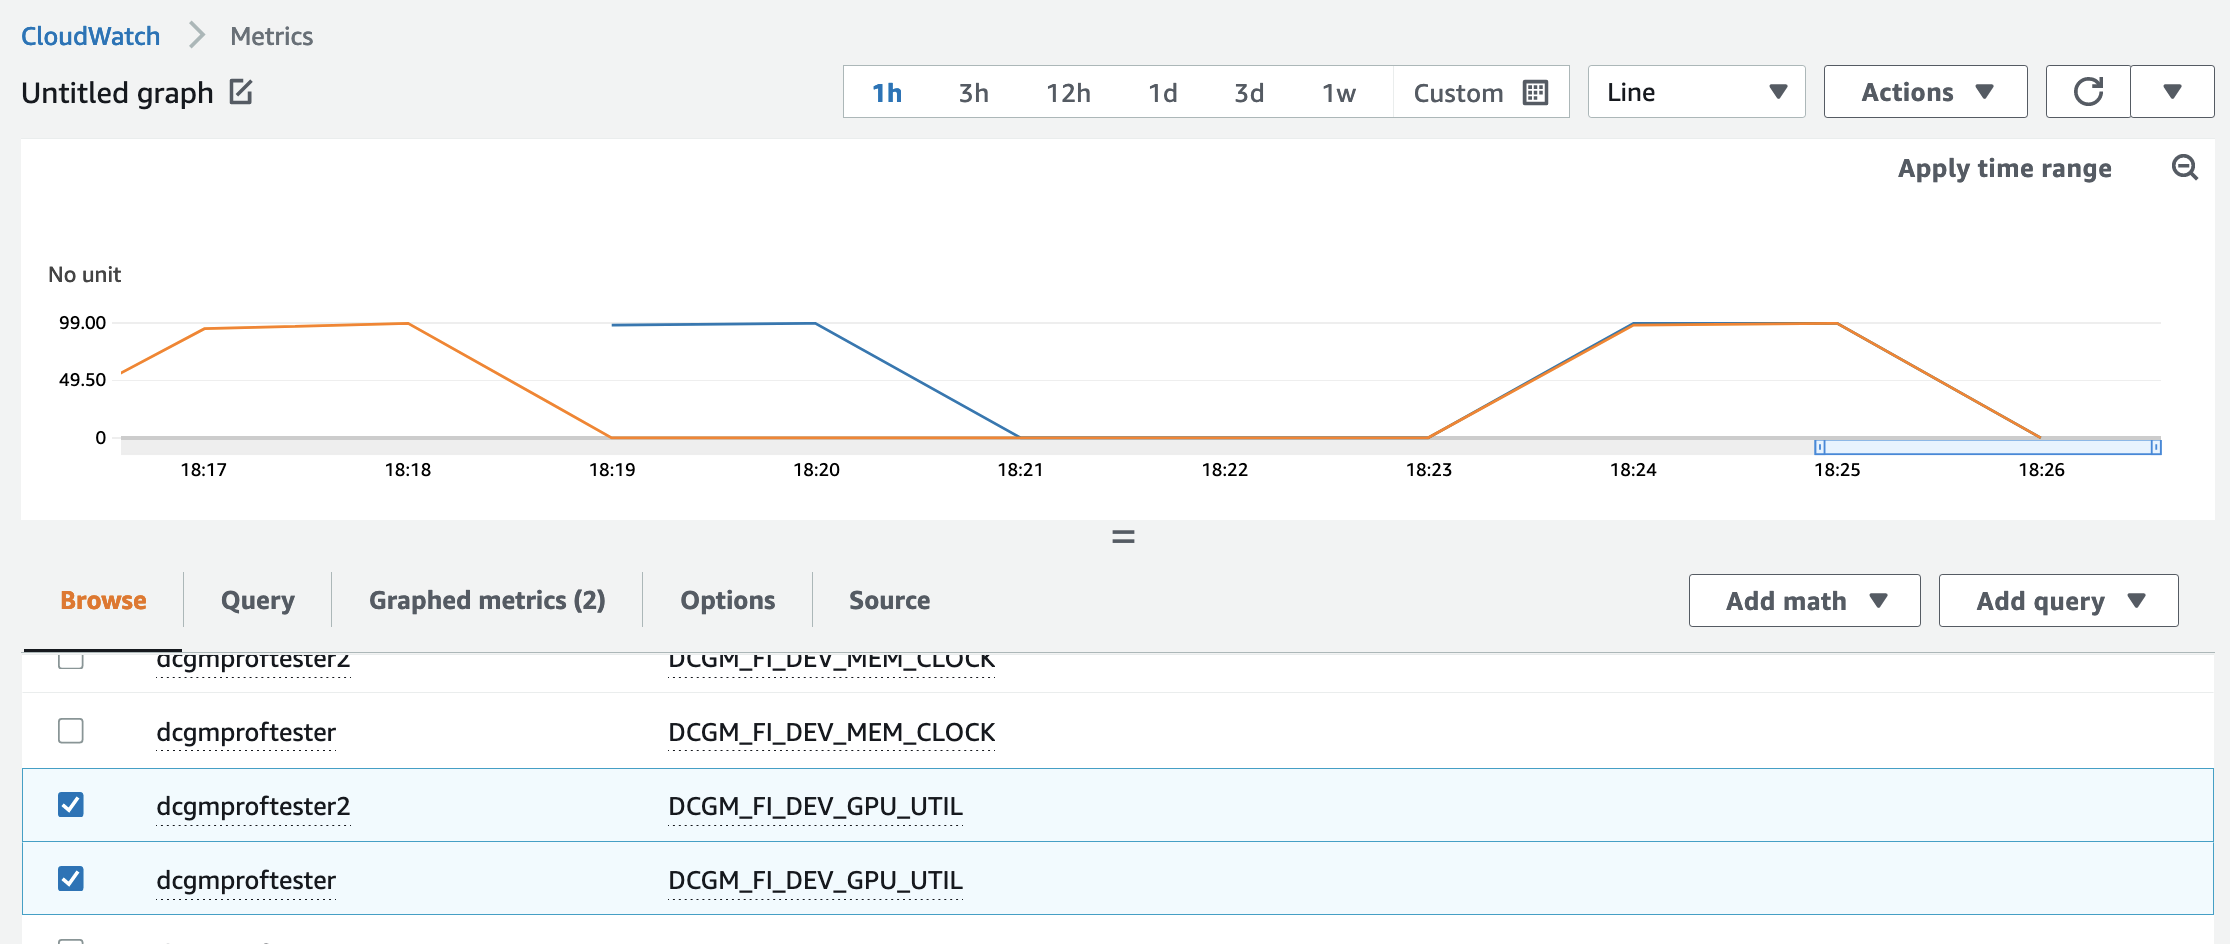 CloudWatch Metrics
Untitled graph
1h 3h 12h 1d 3d 1w Custom Line Actions
Apply time range
No unit
99.00
49.50
0
18:17 18:18 18:19 18:20 18:21 18:22 18:23 18:24 18:25 18:26
Browse Query Graphed metrics (2) Options Source Add math Add query
dcgmproftester2 DCGM_FI_DEV_MEM_CLOCK
dcgmproftester DCGM_FI_DEV_MEM_CLOCK
dcgmproftester2 DCGM_FI_DEV_GPU_UTIL
dcgmproftester DCGM_FI_DEV_GPU_UTIL